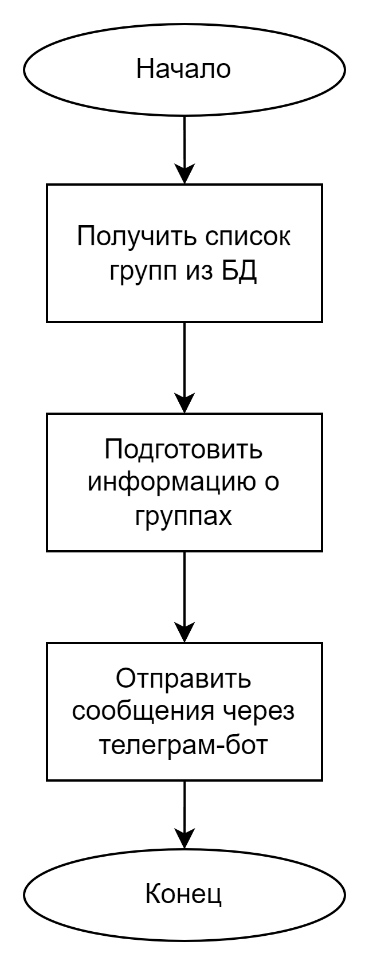 Начало
Получить список
групп из БД
Подготовить
информацию о
группах
Отправить
сообщения через
телеграм-бот
Конец